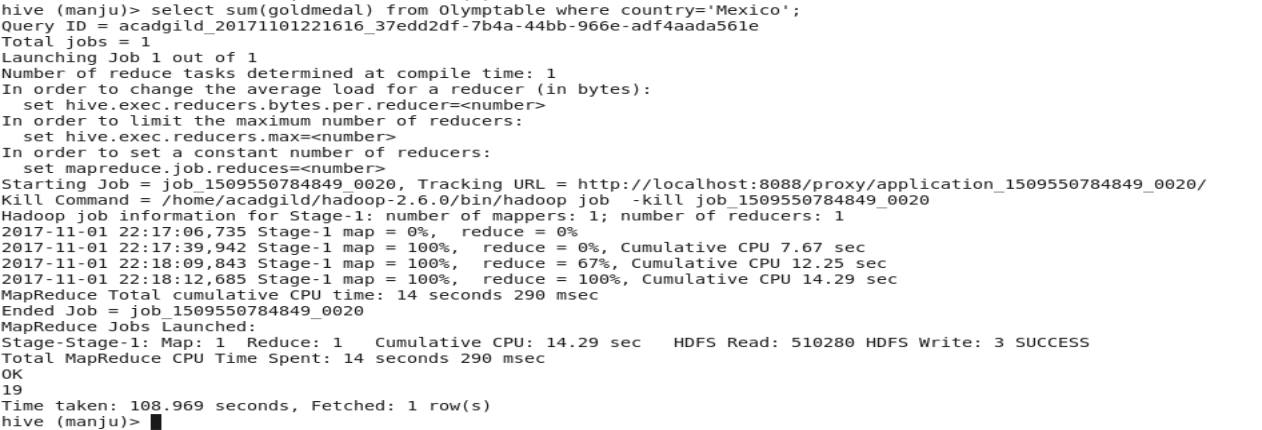 hive (manju)> select sum(goldmedal) from Olymptable where country='Mexico';
Query ID = acadgild_20171101221616_37edd2df-7b4a-44bb-966e-adf4aada561e
Total jobs = 1
Launching Job 1 out of 1
Number of reduce tasks determined at compile time: 1
In order to change the average load for a reducer (in bytes):
  set hive.exec.reducers.bytes.per.reducer=<number>
In order to limit the maximum number of reducers:
  set hive.exec.reducers.max=<number>
In order to set a constant number of reducers:
  set mapreduce.job.reduces=<number>
Starting Job = job_1509550784849_0020, Tracking URL = http://localhost:8088/proxy/application_1509550784849_0020/
Kill Command = /home/acadgild/hadoop-2.6.0/bin/hadoop job  -kill job_1509550784849_0020
Hadoop job information for Stage-1: number of mappers: 1; number of reducers: 1
2017-11-01 22:17:06,735 Stage-1 map = 0%,  reduce = 0%
2017-11-01 22:17:39,942 Stage-1 map = 100%,  reduce = 0%, Cumulative CPU 7.67 sec
2017-11-01 22:18:09,843 Stage-1 map = 100%,  reduce = 67%, Cumulative CPU 12.25 sec
2017-11-01 22:18:12,685 Stage-1 map = 100%,  reduce = 100%, Cumulative CPU 14.29 sec
MapReduce Total cumulative CPU time: 14 seconds 290 msec
Ended Job = job_1509550784849_0020
MapReduce Jobs Launched:
Stage-Stage-1: Map: 1  Reduce: 1   Cumulative CPU: 14.29 sec   HDFS Read: 510280 HDFS Write: 3 SUCCESS
Total MapReduce CPU Time Spent: 14 seconds 290 msec
OK
19
Time taken: 108.969 seconds, Fetched: 1 row(s)
hive (manju)>